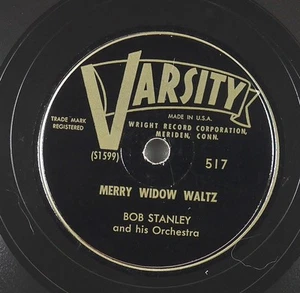 VARSITY
MADE IN U.S.A.
TRADE MARK
REGISTERED
WRIGHT RECORD CORPORATION,
MERIDEN, CONN.
(S1599)
517
MERRY WIDOW WALTZ
BOB STANLEY
and his Orchestra